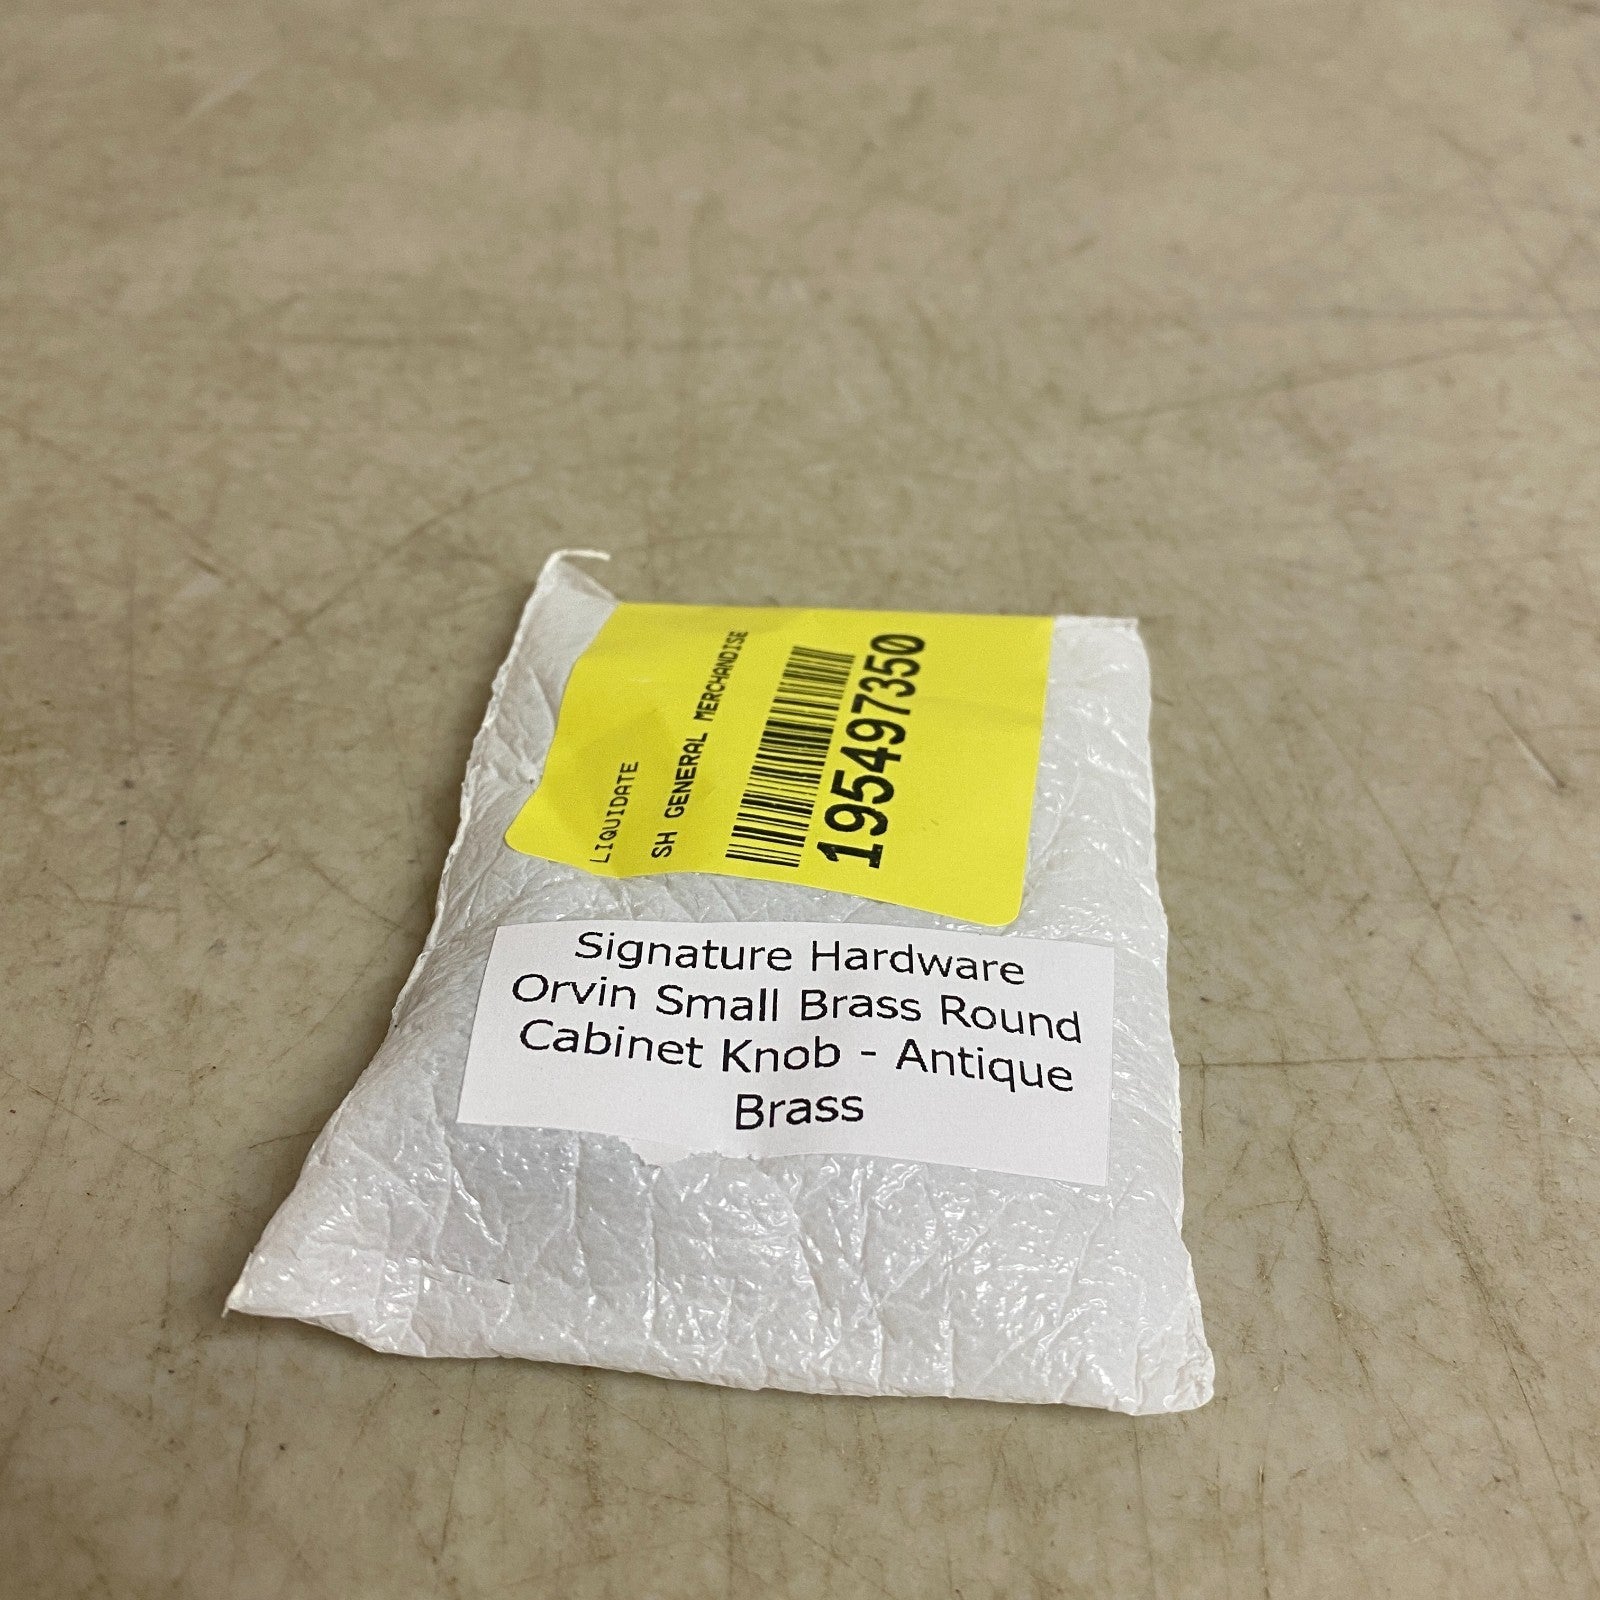 LIQUIDATE
SH GENERAL MERCHANDISE
195497350
Signature Hardware
Orvin Small Brass Round
Cabinet Knob - Antique
Brass